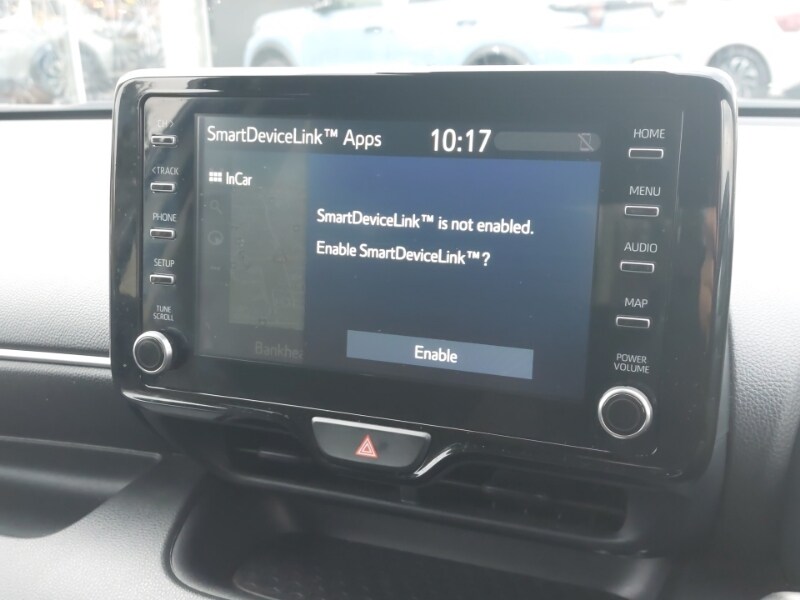 SmartDeviceLink™ Apps
10:17
InCar
SmartDeviceLink™ is not enabled.
Enable SmartDeviceLink™?
Enable
<TRACK
PHONE
SETUP
TUNE
SCROLL
HOME
MENU
AUDIO
MAP
POWER
VOLUME